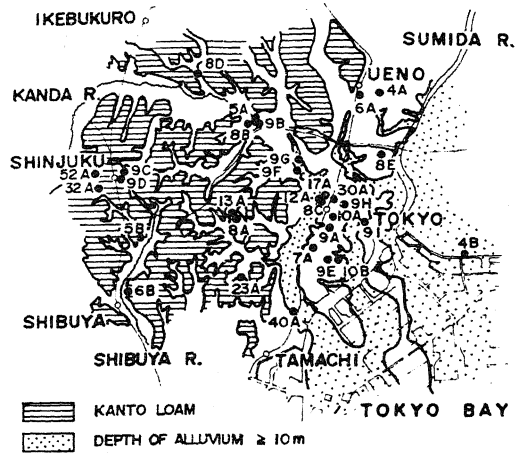 IKEBUKURO
SUMIDA R.
8D
UENO
KANDA R.
4A
5A
6A
9B
8B
8E
SHINJUKU
9G
52A
9C
9F
17A
30A
32A
9D
13A
12A
9H
8C
10A
TOKYO
5B
8A
9A
9I
7A
4B
9E
10B
6B
23A
40A
SHIBUYA
SHIBUYA R.
TAMACHI
KANTO LOAM
TOKYO BAY
DEPTH OF ALLUVIUM ≥ 10m